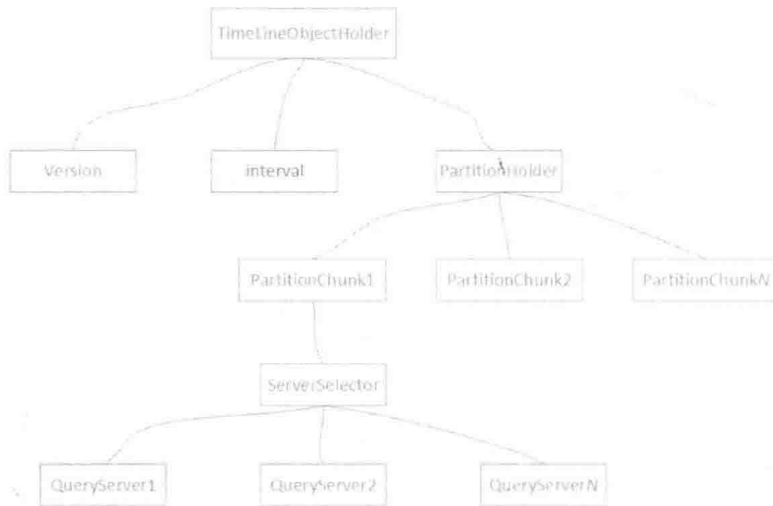 TimeLineObjectHolder
Version
interval
PartitionHolder
PartitionChunk1
PartitionChunk2
PartitionChunkN
ServerSelector
QueryServer1
QueryServer2
QueryServerN